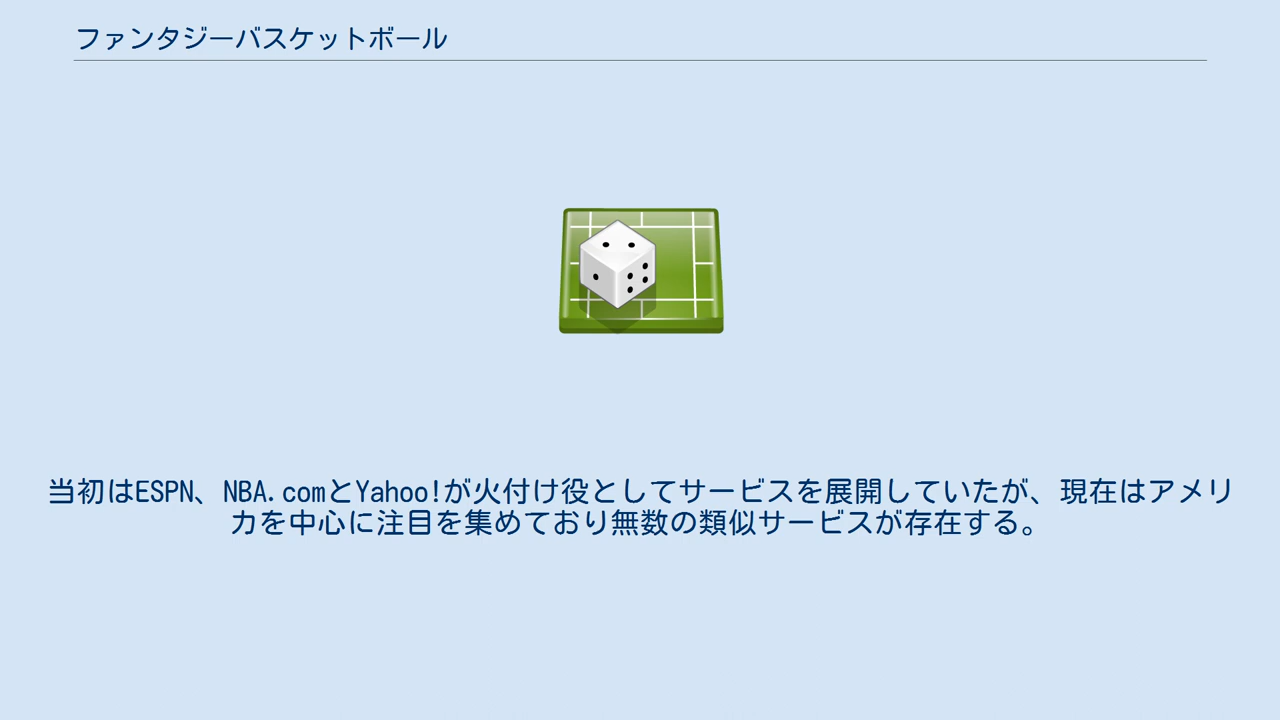 ファンタジーバスケットボール
当初はESPN、NBA.comとYahoo!が火付け役としてサービスを展開していたが、現在はアメリ
カを中心に注目を集めており無数の類似サービスが存在する。